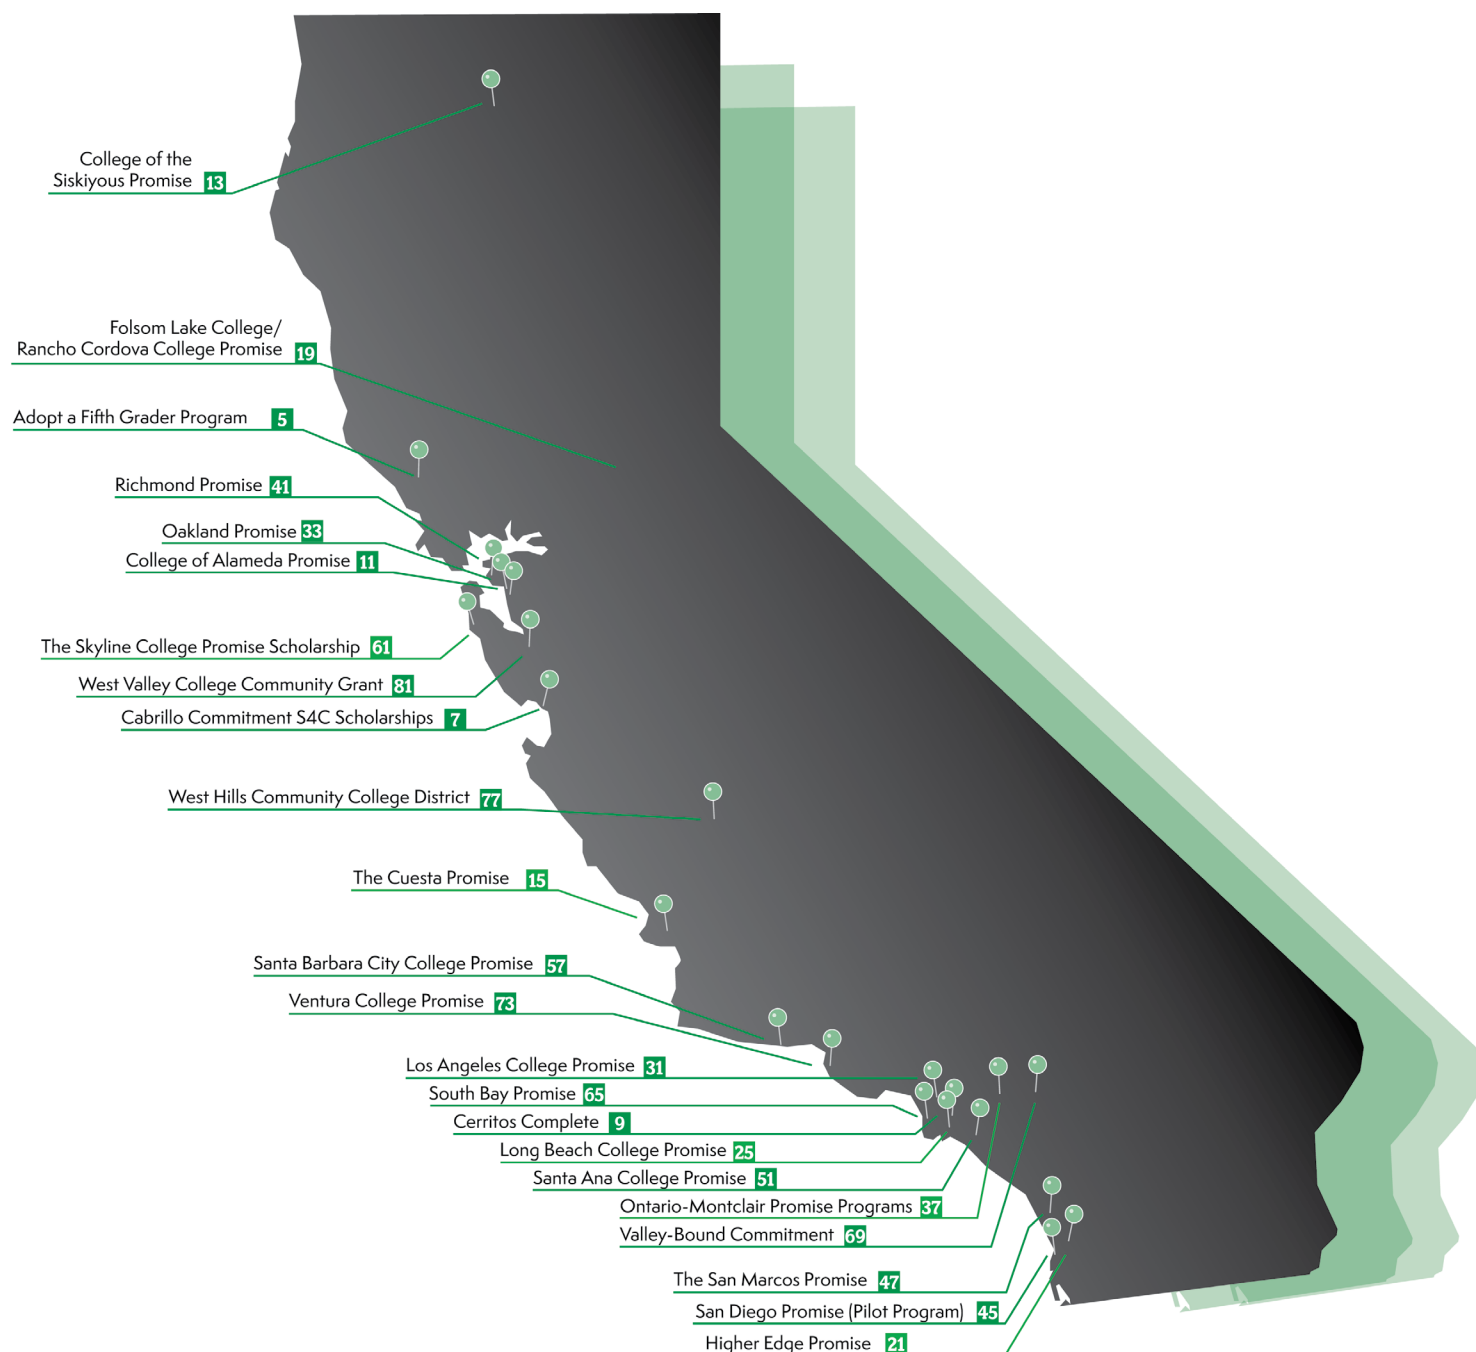 College of the
Siskiyous Promise 13
Folsom Lake College/
Rancho Cordova College Promise 19
Adopt a Fifth Grader Program 5
Richmond Promise 41
Oakland Promise 33
College of Alameda Promise 11
The Skyline College Promise Scholarship 61
West Valley College Community Grant 81
Cabrillo Commitment S4C Scholarships 7
West Hills Community College District 77
The Cuesta Promise 15
Santa Barbara City College Promise 57
Ventura College Promise 73
Los Angeles College Promise 31
South Bay Promise 65
Cerritos Complete 9
Long Beach College Promise 25
Santa Ana College Promise 51
Ontario-Montclair Promise Programs 37
Valley-Bound Commitment 69
The San Marcos Promise 47
San Diego Promise (Pilot Program) 45
Higher Edge Promise 21